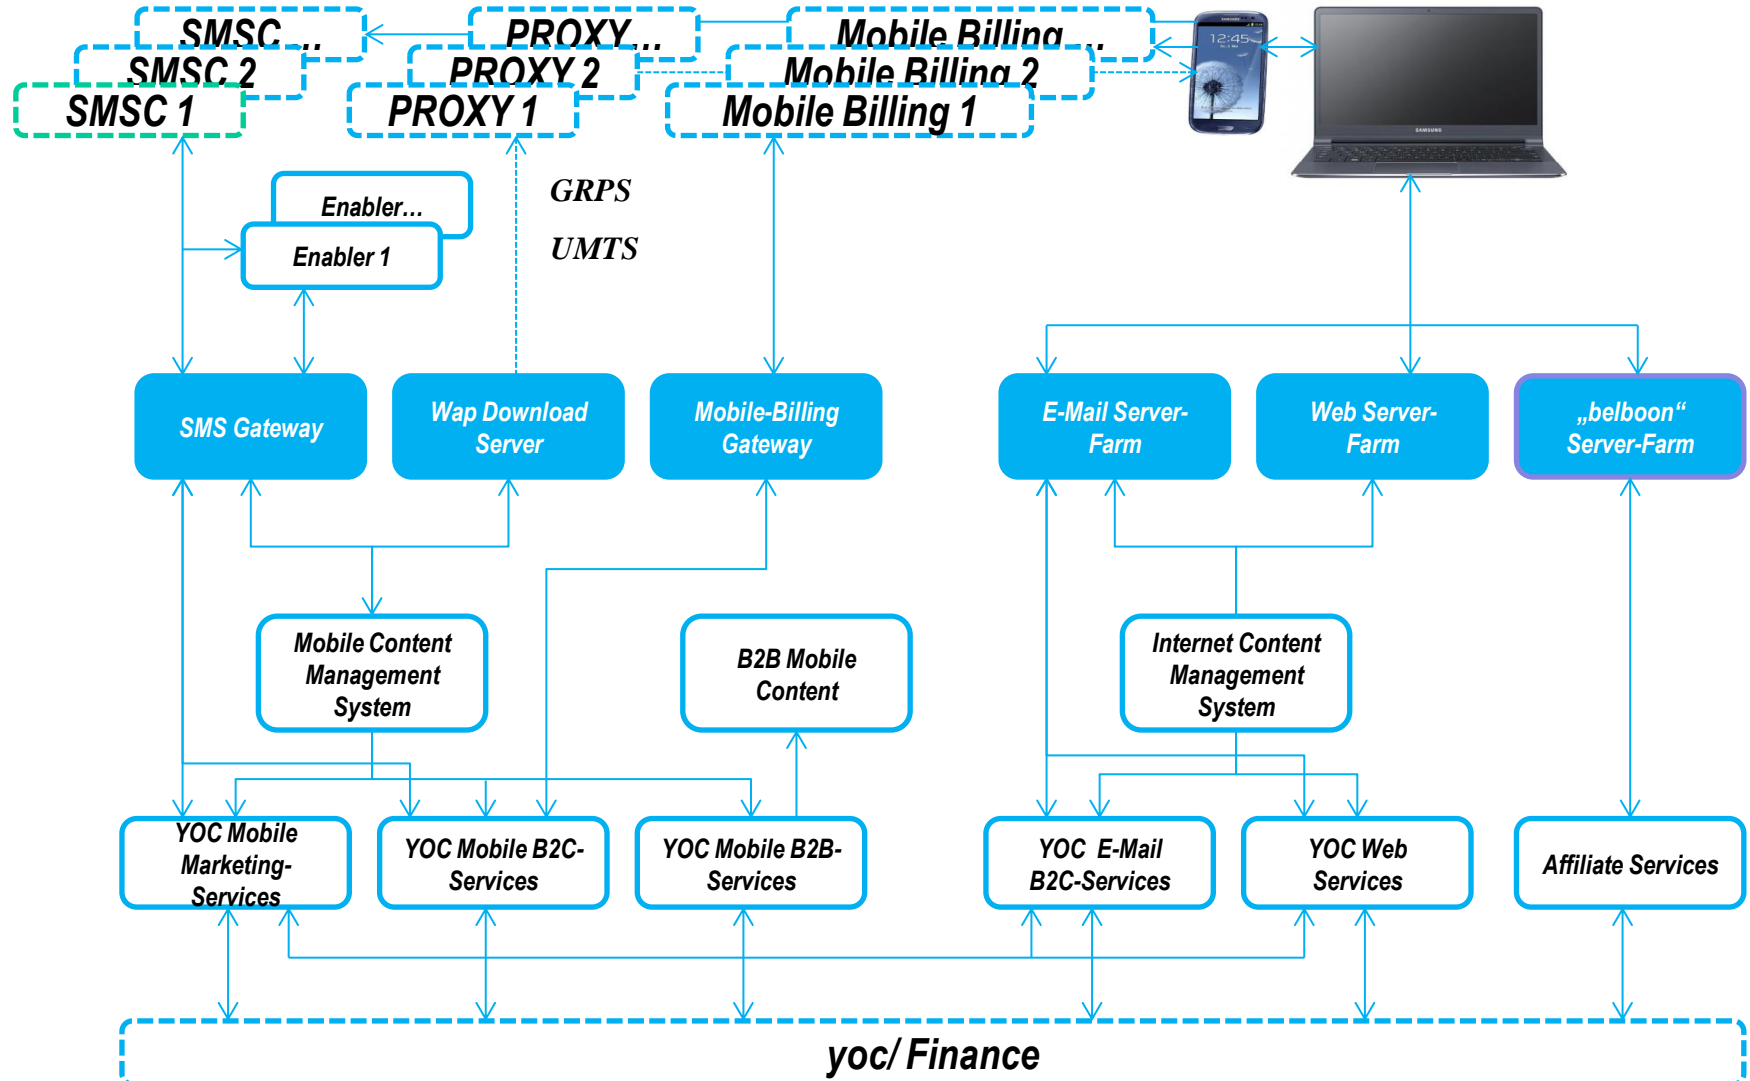 SMSC ...
PROXY...
Mobile Billing ...
SMSC 2
PROXY 2
Mobile Billing 2
SMSC 1
PROXY 1
Mobile Billing 1
12:45
SAMSUNG
GRPS
UMTS
Enabler...
Enabler 1
SMS Gateway
Wap Download
Server
Mobile-Billing
Gateway
E-Mail Server-
Farm
Web Server-
Farm
„belboon“
Server-Farm
Mobile Content
Management
System
B2B Mobile
Content
Internet Content
Management
System
YOC Mobile
Marketing-
Services
YOC Mobile B2C-
Services
YOC Mobile B2B-
Services
YOC E-Mail
B2C-Services
YOC Web
Services
Affiliate Services
yoc/ Finance